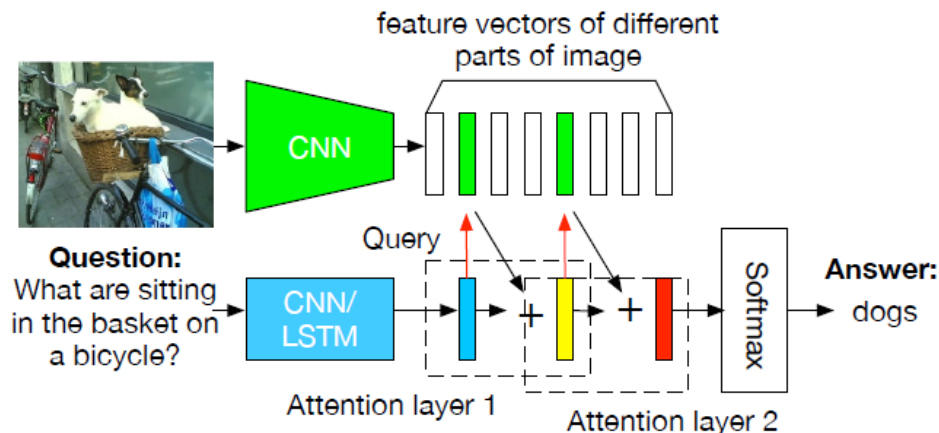 feature vectors of different
parts of image
CNN
Query
Question:
What are sitting
in the basket on
a bicycle?
CNN/
LSTM
+
+
Softmax
Answer:
dogs
Attention layer 1
Attention layer 2